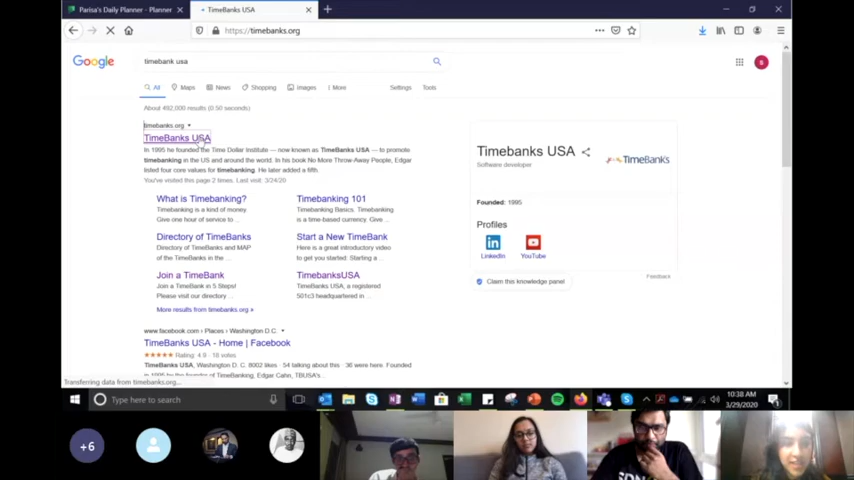 Parisa's Daily Planner - Planner
TimeBanks USA
https://timebanks.org
Google
timebank usa
All
Maps
News
Shopping
Images
More
Settings
Tools
About 492,000 results (0.50 seconds)
timebanks.org
TimeBanks USA
In 1995 he founded the Time Dollar Institute — now known as TimeBanks USA — to promote
timebanking in the US and around the world. In his book No More Throw-Away People, Edgar
listed four core values for timebanking. He later added a fifth.
You've visited this page 2 times. Last visit: 3/24/20
What is Timebanking?
Timebanking is a kind of money
Give one hour of service to ...
Timebanking 101
Timebanking Basics. Timebanking
is a time-based currency. Give ...
Directory of TimeBanks
Directory of TimeBanks and MAP
of the TimeBanks in the ...
Start a New TimeBank
Here is a great introductory video
to get you started: Starting a ...
Join a TimeBank
Join a TimeBank in 5 Steps!
Please visit our directory ...
TimebanksUSA
TimeBanks USA, a registered
501c3 headquartered in ...
More results from timebanks.org »
www.facebook.com › Places › Washington D.C.
TimeBanks USA - Home | Facebook
Rating: 4.8 · 18 votes
TimeBanks USA, Washington D. C. 8002 likes · 54 talking about this · 36 were here.
TimeBanks USA
Software developer
TimeBanks
Founded: 1995
Profiles
LinkedIn
YouTube
Feedback
Claim this knowledge panel
Transferring data from timebanks.org...
Type here to search
10:38 AM
3/29/2020
+6